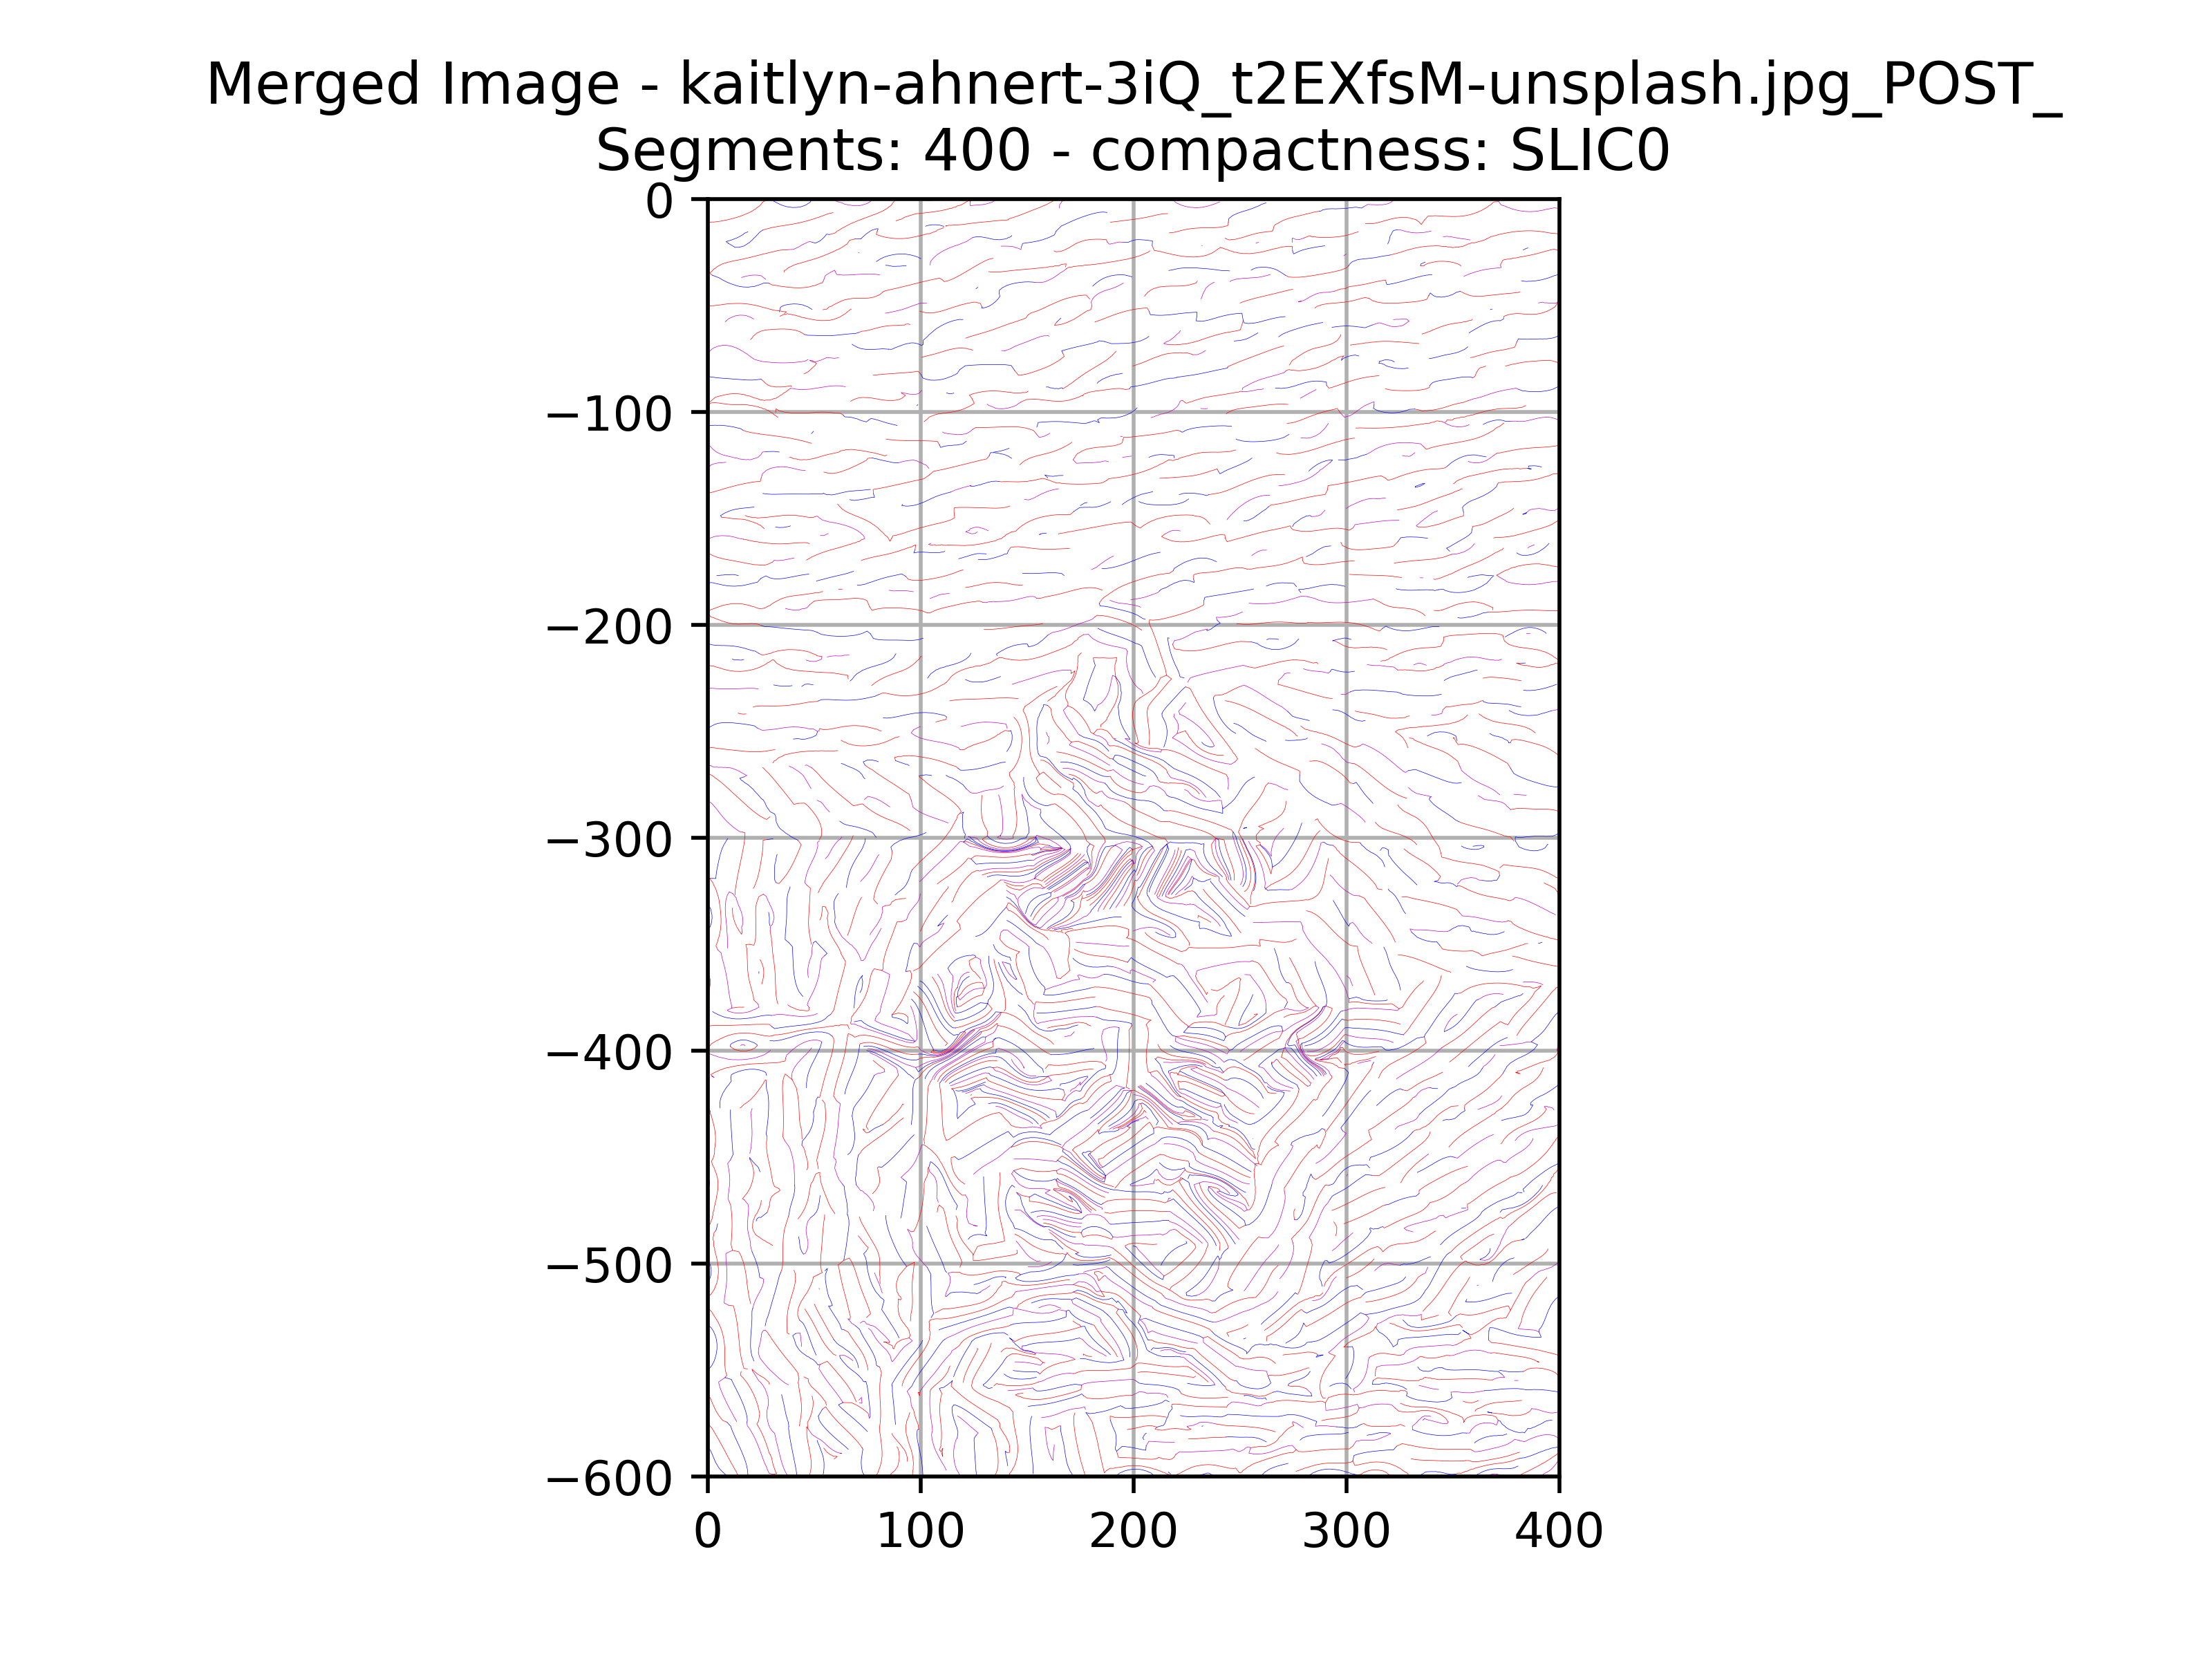 Merged Image - kaitlyn-ahnert-3iQ_t2EXfsM-unsplash.jpg_POST_
Segments: 400 - compactness: SLIC0
0
−100
−200
−300
−400
−500
−600
0 100 200 300 400